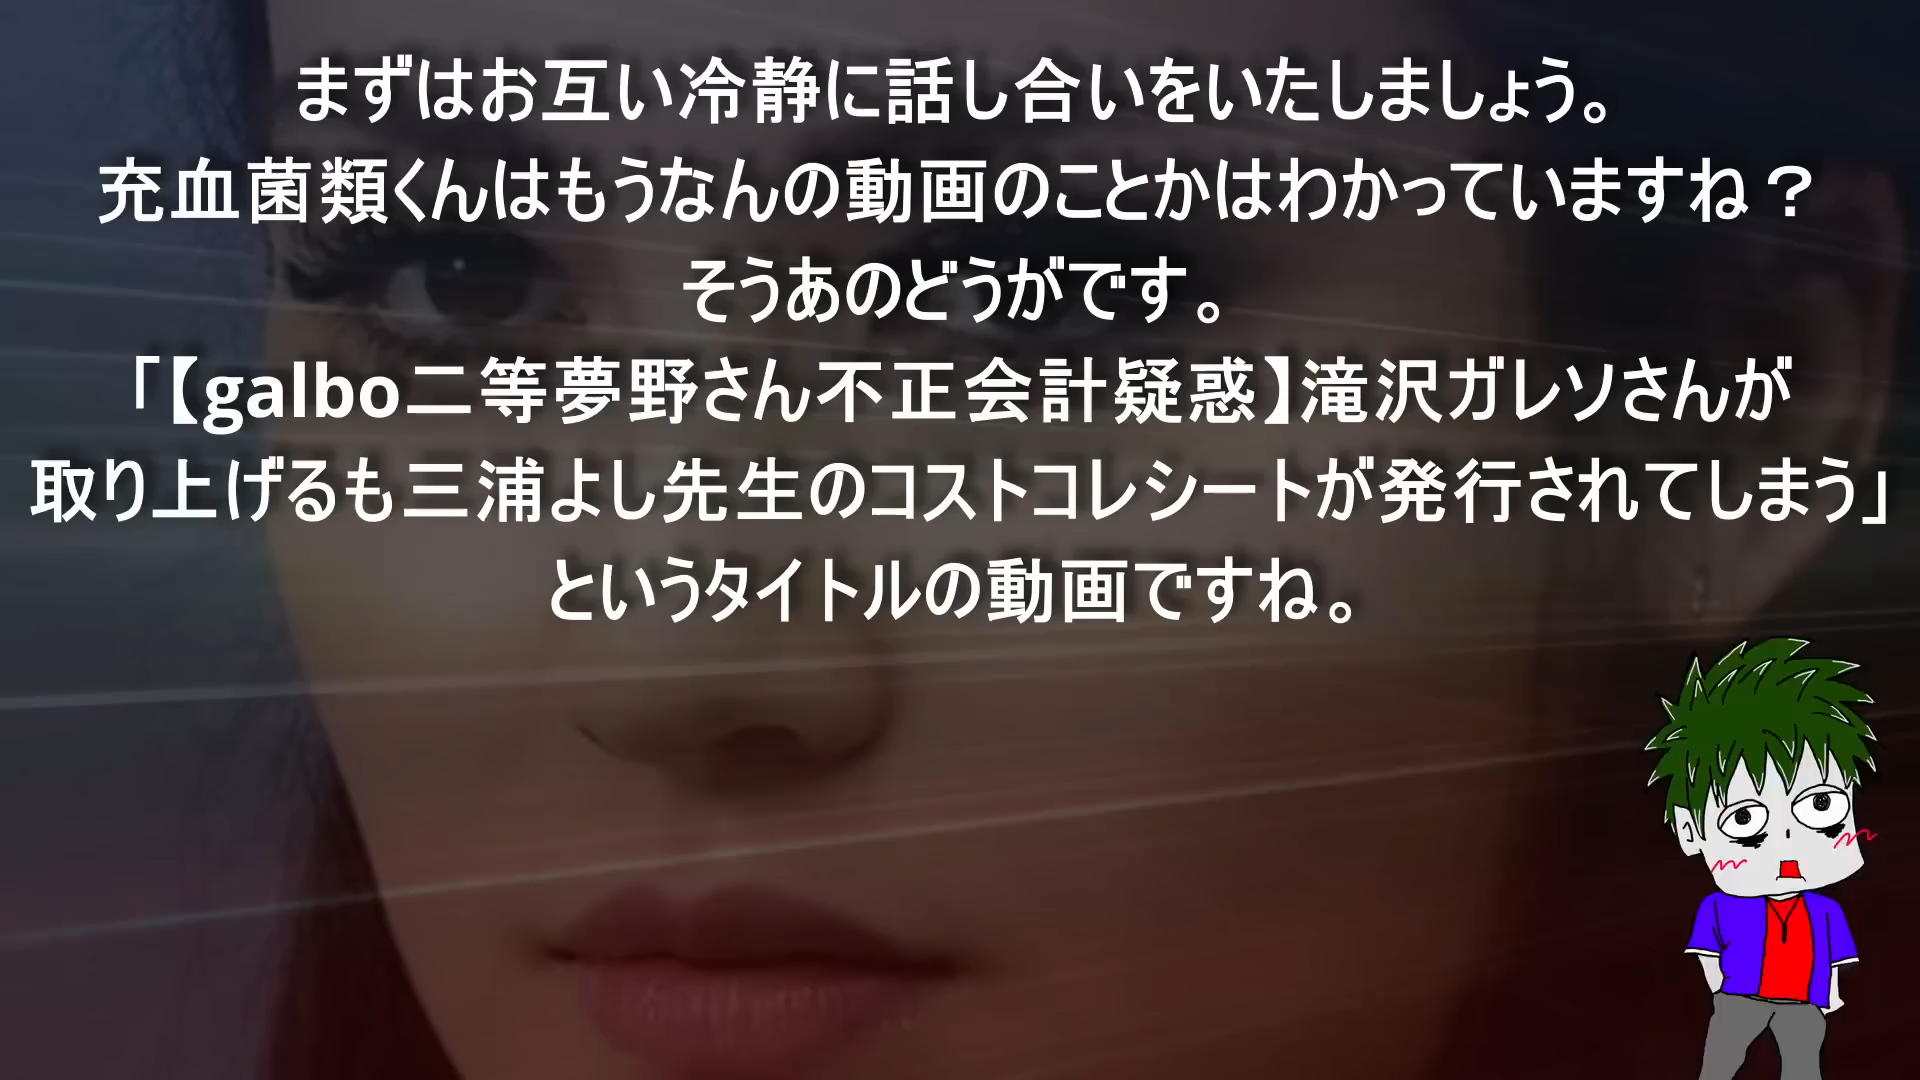 まずはお互い冷静に話し合いをいたしましょう。
充血菌類くんはもうなんの動画のことかはわかっていますね？
そうあのどうがです。
「【galbo二等夢野さん不正会計疑惑】滝沢ガレソさんが
取り上げるも三浦よし先生のコストコレシートが発行されてしまう」
というタイトルの動画ですね。